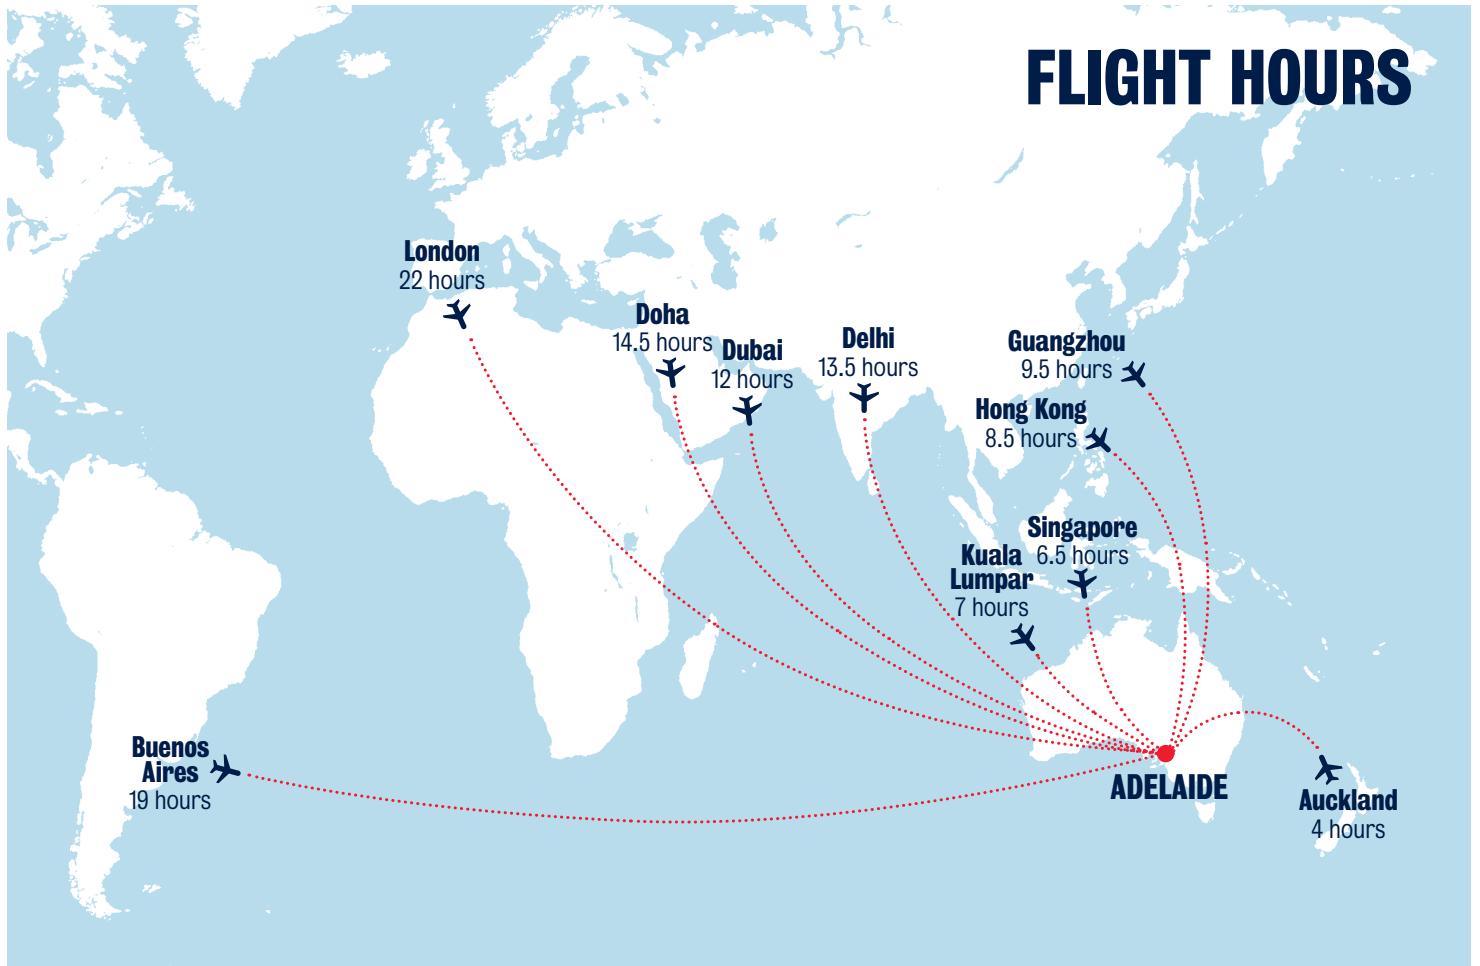 FLIGHT HOURS
London
22 hours
Doha
14.5 hours
Dubai
12 hours
Delhi
13.5 hours
Guangzhou
9.5 hours
Hong Kong
8.5 hours
Singapore
6.5 hours
Kuala
Lumpar
7 hours
Buenos
Aires
19 hours
ADELAIDE
Auckland
4 hours